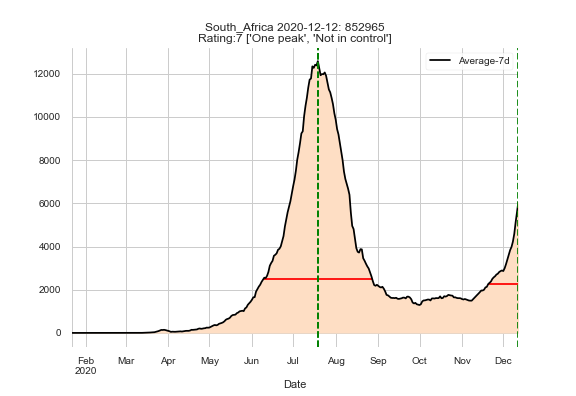 South_Africa 2020-12-12: 852965
Rating:7 ['One peak', 'Not in control']
Average-7d
12000
10000
8000
6000
4000
2000
0
Feb Mar Apr May Jun Jul Aug Sep Oct Nov Dec
2020
Date